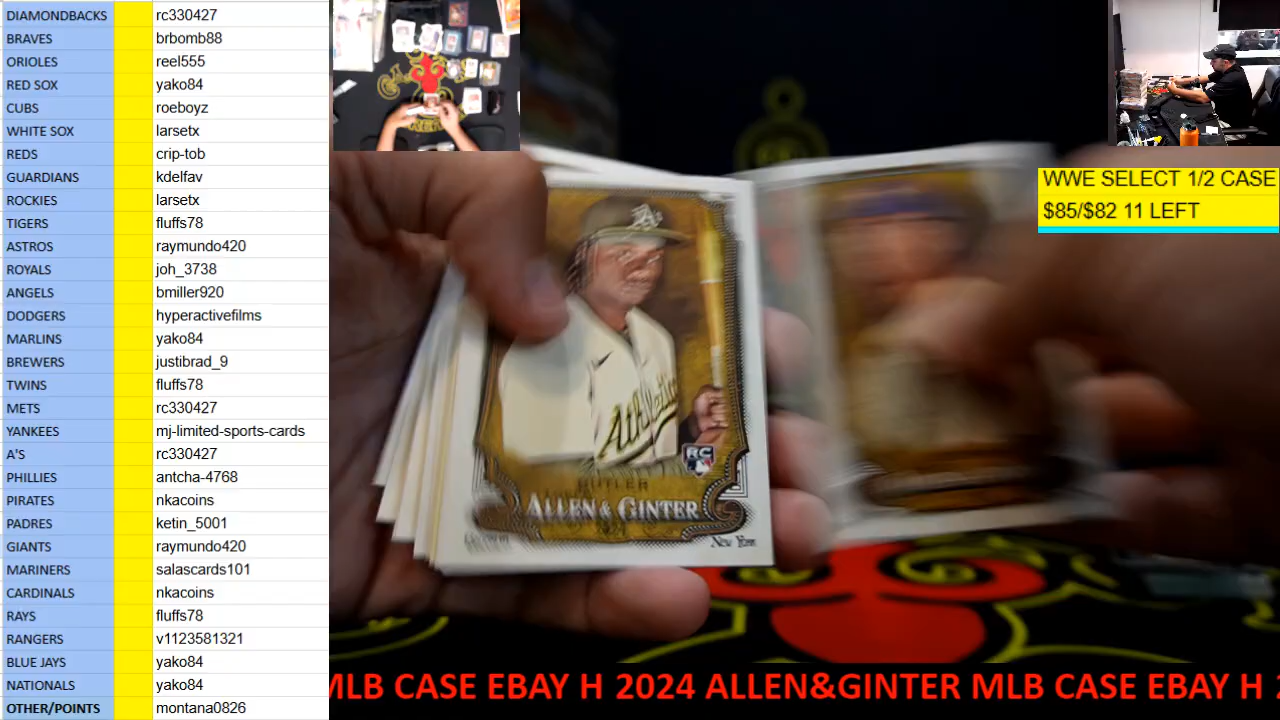 DIAMONDBACKS rc330427
BRAVES brbomb88
ORIOLES reel555
RED SOX yako84
CUBS roeboyz
WHITE SOX larsetx
REDS crip-tob
GUARDIANS kdelfav
ROCKIES larsetx
TIGERS fluffs78
ASTROS raymundo420
ROYALS joh_3738
ANGELS bmiller920
DODGERS hyperactivefilms
MARLINS yako84
BREWERS justibrad_9
TWINS fluffs78
METS rc330427
YANKEES mj-limited-sports-cards
A'S rc330427
PHILLIES antcha-4768
PIRATES nkacoins
PADRES ketin_5001
GIANTS raymundo420
MARINERS salascards101
CARDINALS nkacoins
RAYS fluffs78
RANGERS v1123581321
BLUE JAYS yako84
NATIONALS yako84
OTHER/POINTS montana0826
WWE SELECT 1/2 CASE
$85/$82 11 LEFT
A's
Athletics
RC
BUTLER
ALLEN & GINTER
New York
MLB CASE EBAY H 2024 ALLEN&GINTER MLB CASE EBAY H